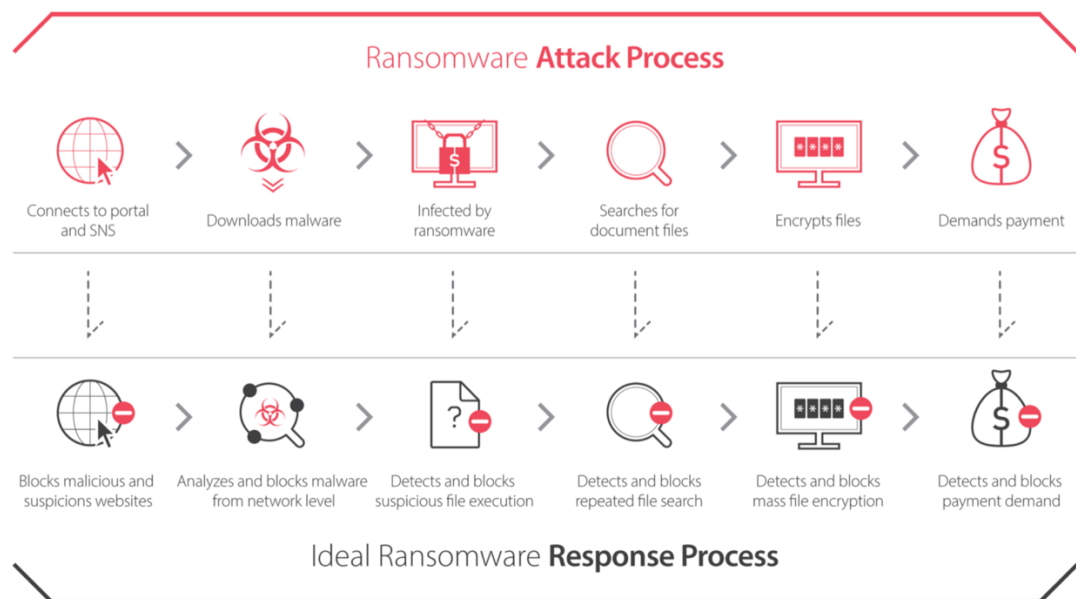 Ransomware Attack Process
Connects to portal
and SNS
Downloads malware
Infected by
ransomware
$
Searches for
document files
****
Encrypts files
$
Demands payment
Blocks malicious and
suspicions websites
Analyzes and blocks malware
from network level
?
Detects and blocks
suspicious file execution
Detects and blocks
repeated file search
****
Detects and blocks
mass file encryption
$
Detects and blocks
payment demand
Ideal Ransomware Response Process